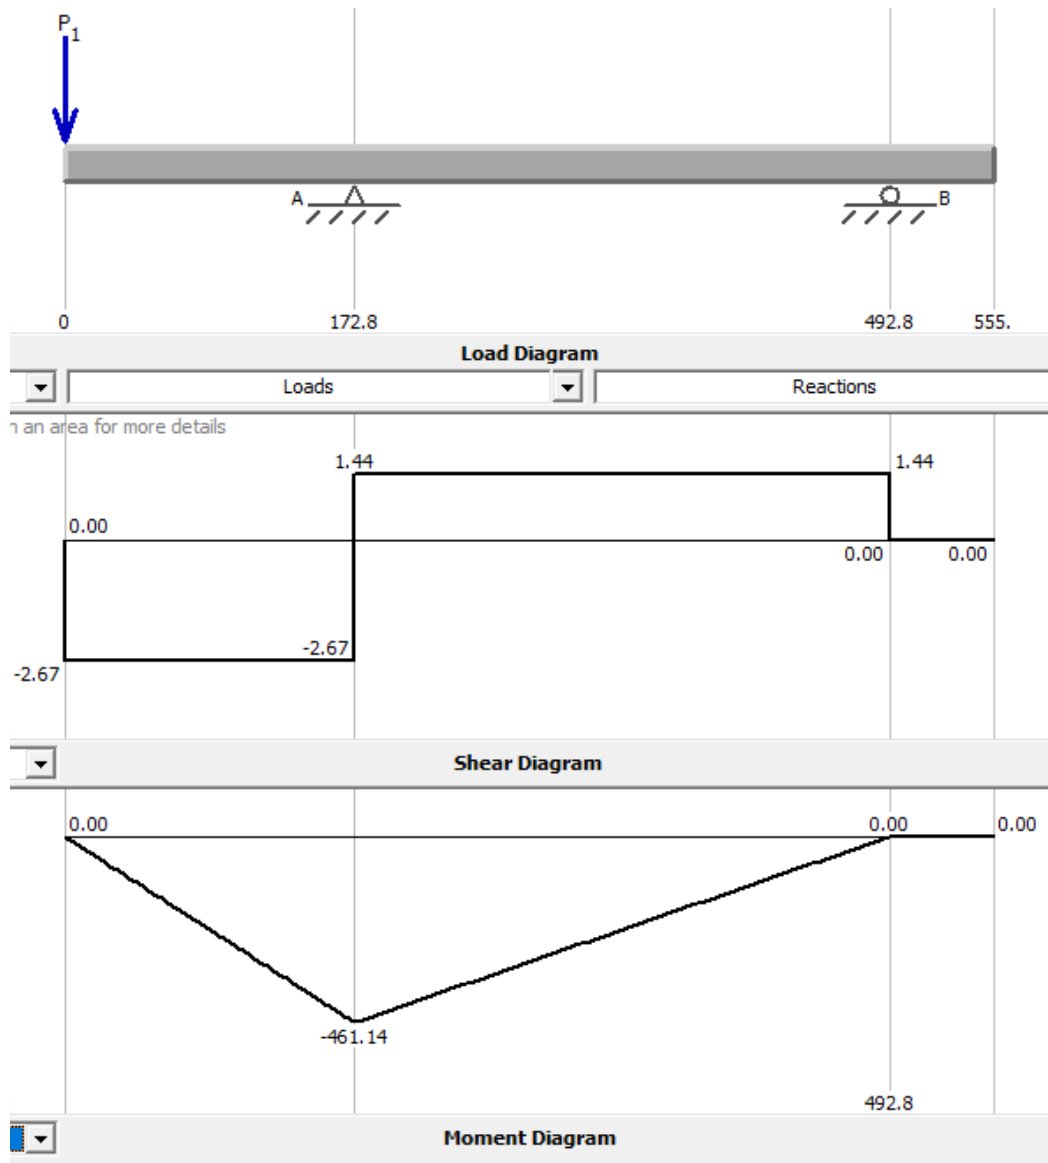 P1
A
B
0 172.8 492.8 555.
Load Diagram
Loads Reactions
n an area for more details
1.44 1.44
0.00
0.00 0.00
-2.67
-2.67
Shear Diagram
0.00 0.00 0.00
-461.14
492.8
Moment Diagram